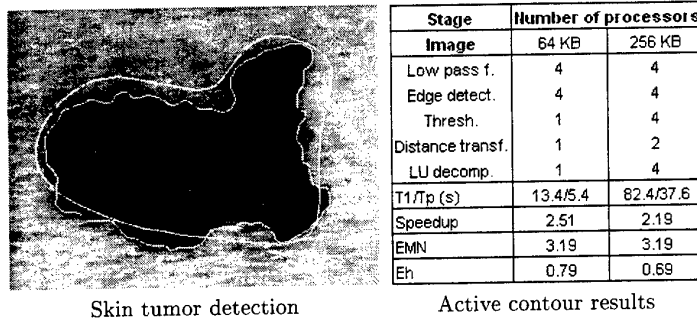 Stage Number of processors
Image 64 KB 256 KB
Low pass f. 4 4
Edge detect. 4 4
Thresh. 1 4
Distance transf. 1 2
LU decomp. 1 4
T1/Tp (s) 13.4/5.4 82.4/37.6
Speedup 2.51 2.19
EMN 3.19 3.19
Eh 0.79 0.69
Skin tumor detection
Active contour results